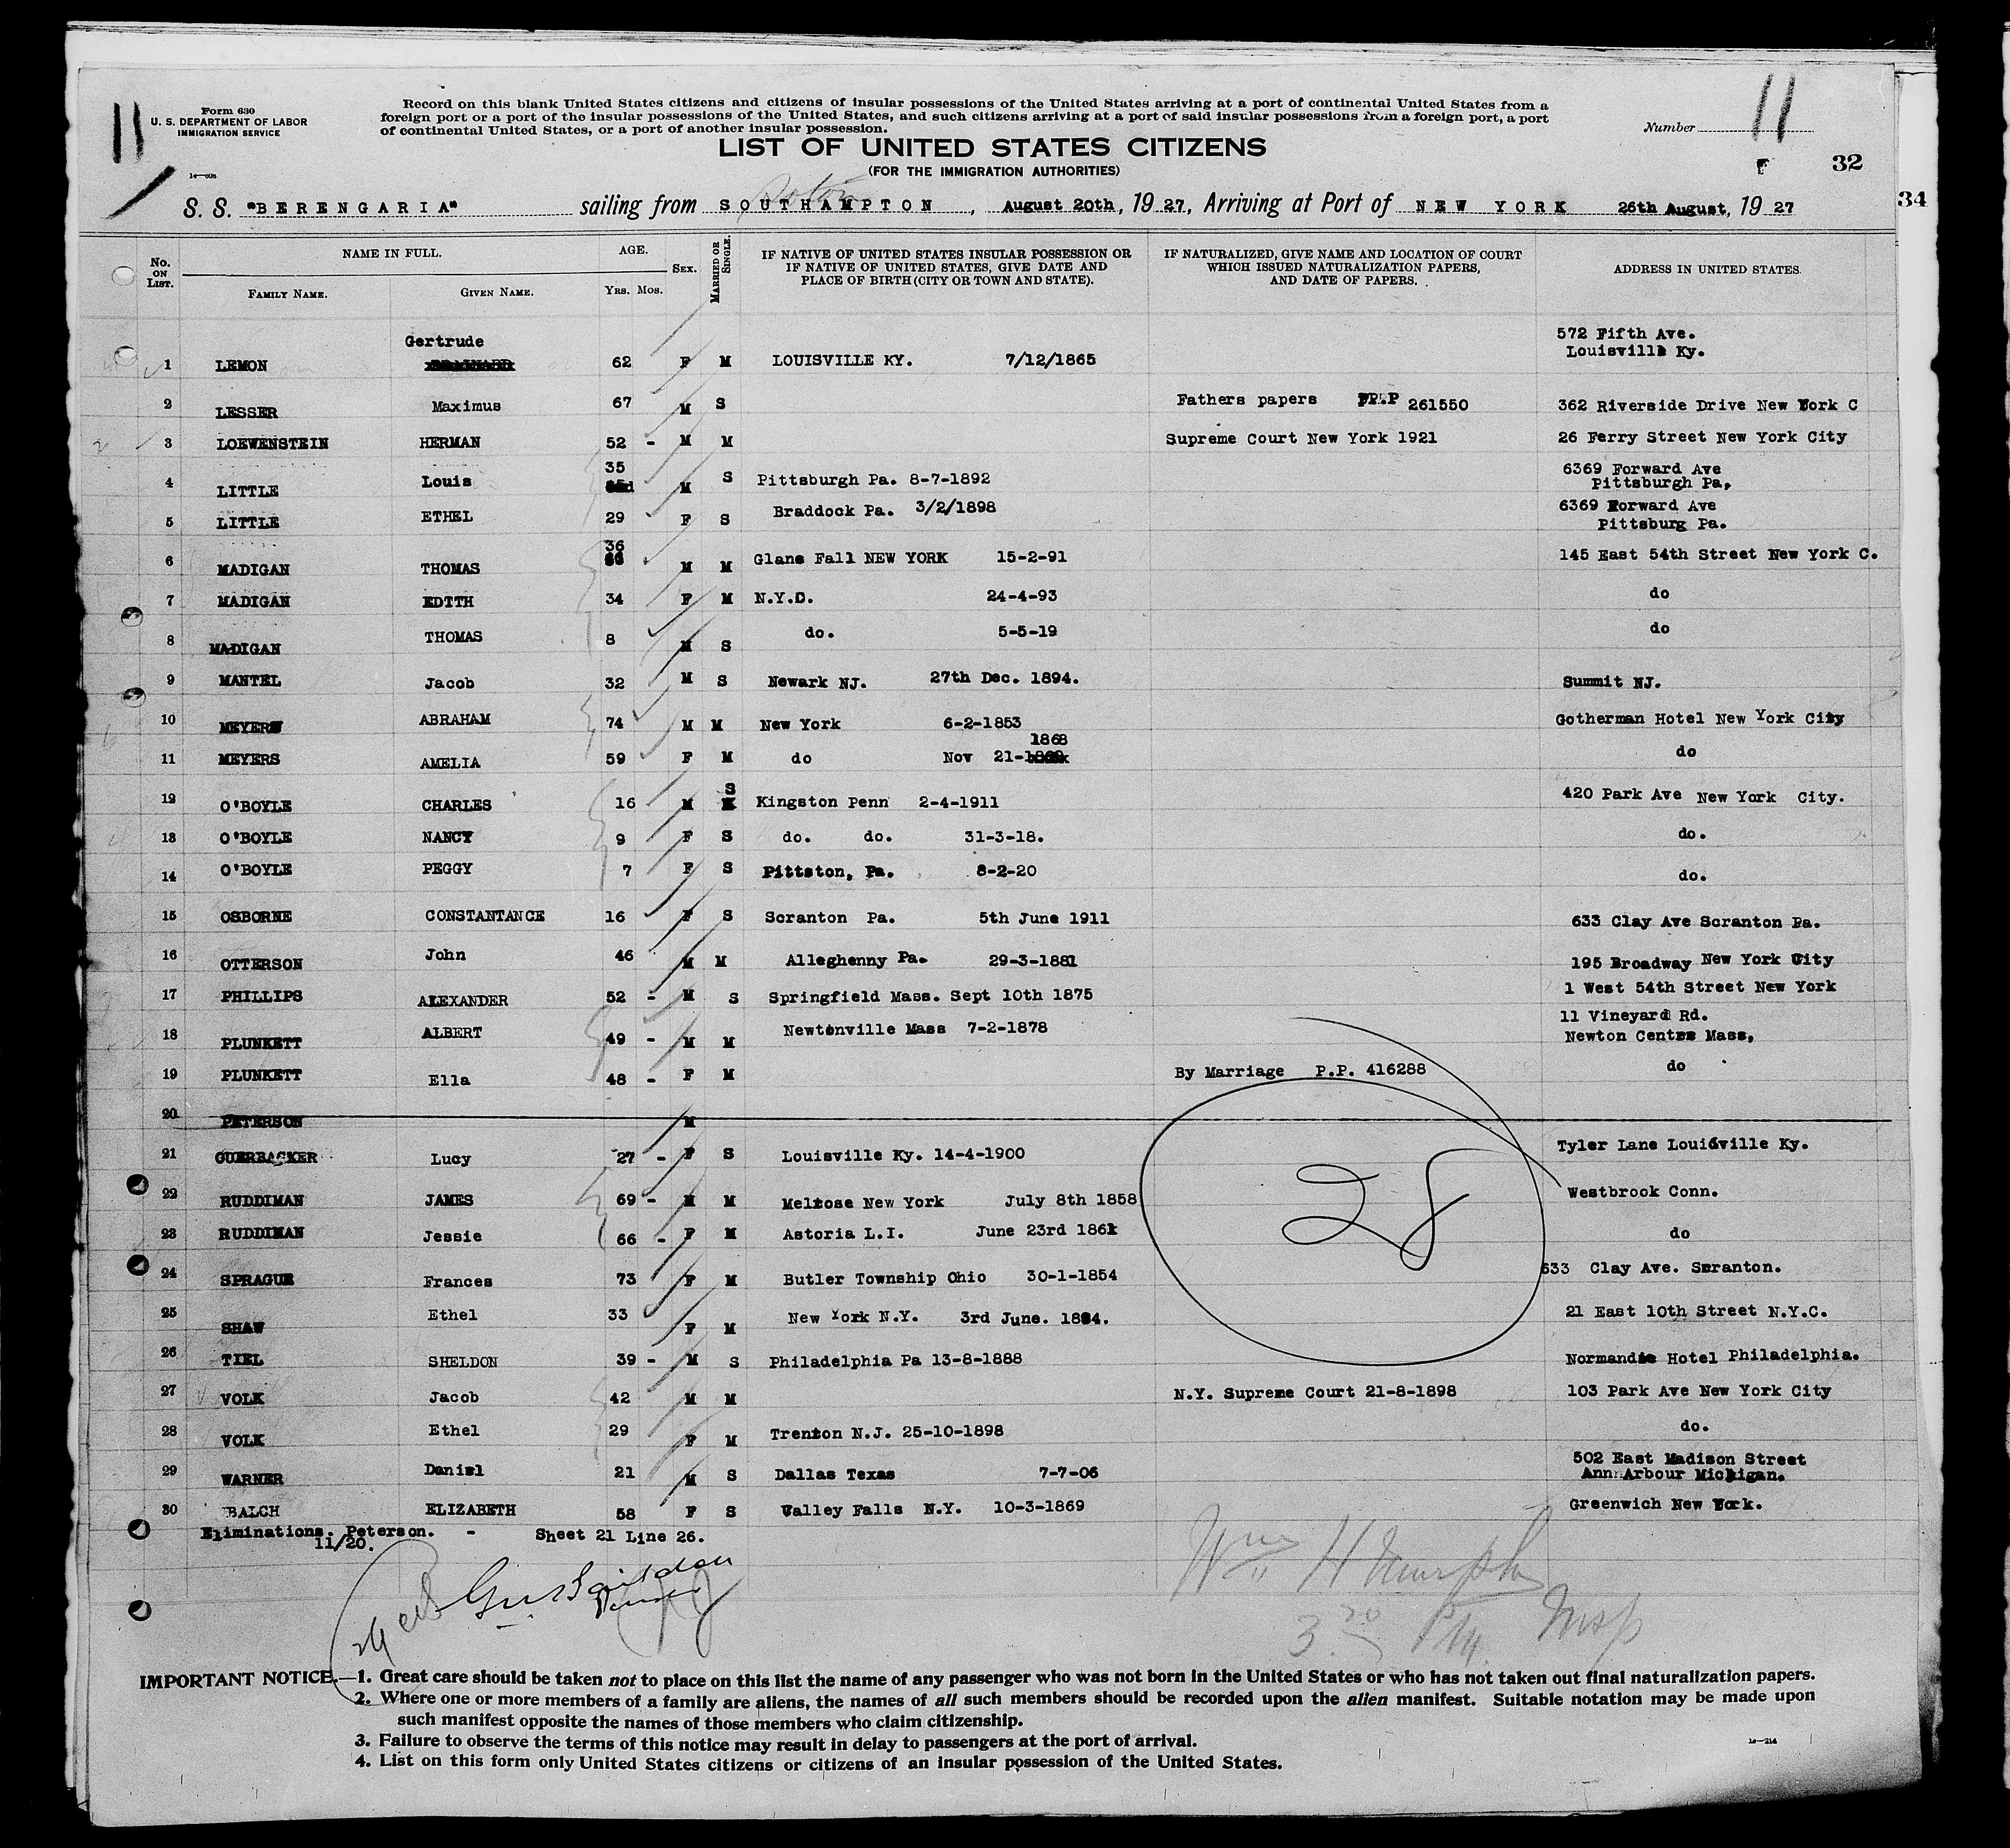 11
Form 630
U. S. DEPARTMENT OF LABOR
IMMIGRATION SERVICE
14—608
Record on this blank United States citizens and citizens of insular possessions of the United States arriving at a port of continental United States from a
foreign port or a port of the insular possessions of the United States, and such citizens arriving at a port of said insular possessions from a foreign port, a port
of continental United States, or a port of another insular possession.
LIST OF UNITED STATES CITIZENS
(FOR THE IMMIGRATION AUTHORITIES)
Number 11
32
34
S. S. "BERENGARIA" sailing from SOUTHAMPTON, August 20th, 1927, Arriving at Port of NEW YORK 26th August, 1927
No. ON LIST. NAME IN FULL. FAMILY NAME. GIVEN NAME. AGE. YRS. MOS. SEX. MARRIED OR SINGLE. IF NATIVE OF UNITED STATES INSULAR POSSESSION OR IF NATIVE OF UNITED STATES, GIVE DATE AND PLACE OF BIRTH (CITY OR TOWN AND STATE). IF NATURALIZED, GIVE NAME AND LOCATION OF COURT WHICH ISSUED NATURALIZATION PAPERS, AND DATE OF PAPERS. ADDRESS IN UNITED STATES.
1 LEMON Gertrude 62 F M LOUISVILLE KY. 7/12/1865 572 Fifth Ave. Louisville Ky.
2 LESSER Maximus 67 M S Fathers papers PP.P 261550 362 Riverside Drive New York C
3 LOEWENSTEIN HERMAN 52 - M M Supreme Court New York 1921 26 Ferry Street New York City
4 LITTLE Louis 35 M S Pittsburgh Pa. 8-7-1892 6369 Forward Ave Pittsburgh Pa,
5 LITTLE ETHEL 29 F S Braddock Pa. 3/2/1898 6369 Forward Ave Pittsburg Pa.
6 MADIGAN THOMAS 36 M M Glans Fall NEW YORK 15-2-91 145 East 54th Street New York C.
7 MADIGAN EDTTH 34 F M N.Y.C. 24-4-93 do
8 MADIGAN THOMAS 8 M S do. 5-5-19 do
9 MANTEL Jacob 32 M S Newark NJ. 27th Dec. 1894. Summit NJ.
10 MEYERS ABRAHAM 74 M M New York 6-2-1853 Gotherman Hotel New York City
11 MEYERS AMELIA 59 F M do Nov 21-1868 do
12 O'BOYLE CHARLES 16 M S Kingston Penn 2-4-1911 420 Park Ave New York City.
13 O'BOYLE NANCY 9 F S do. do. 31-3-18. do.
14 O'BOYLE PEGGY 7 F S Pittston, Pa. 8-2-20 do.
15 OSBORNE CONSTANTANCE 16 F S Scranton Pa. 5th June 1911 633 Clay Ave Scranton Pa.
16 OTTERSON John 46 M M Alleghenny Pa. 29-3-1881 195 Broadway New York City
17 PHILLIPS ALEXANDER 52 - M S Springfield Mass. Sept 10th 1875 1 West 54th Street New York
18 PLUNKETT ALBERT 49 - M M Newtonville Mass 7-2-1878 11 Vineyard Rd. Newton Centre Mass,
19 PLUNKETT Ella 48 - F M By Marriage P.P. 416288 do
20 PETERSON M
21 OUERBACKER Lucy 27 - F S Louisville Ky. 14-4-1900 Tyler Lane Louisville Ky.
22 RUDDIMAN JAMES 69 - M M Melrose New York July 8th 1858 Westbrook Conn.
23 RUDDIMAN Jessie 66 - F M Astoria L.I. June 23rd 1861 do
24 SPRAGUE Frances 73 F M Butler Township Ohio 30-1-1854 633 Clay Ave. Scranton.
25 SHAW Ethel 33 F M New York N.Y. 3rd June. 1894. 21 East 10th Street N.Y.C.
26 TIEL SHELDON 39 - M S Philadelphia Pa 13-8-1888 Normandie Hotel Philadelphia.
27 VOLK Jacob 42 M M N.Y. Supreme Court 21-8-1898 103 Park Ave New York City
28 VOLK Ethel 29 F M Trenton N.J. 25-10-1898 do.
29 WARNER Daniel 21 M S Dallas Texas 7-7-06 502 East Madison Street Ann Arbour Michigan.
30 BALCH ELIZABETH 58 F S Valley Falls N.Y. 10-3-1869 Greenwich New York.
28
Eliminations. Peterson. - Sheet 21 Line 26.
11/20.
Wm H Murphy
3 20 PM. Insp
IMPORTANT NOTICE.—1. Great care should be taken not to place on this list the name of any passenger who was not born in the United States or who has not taken out final naturalization papers.
2. Where one or more members of a family are aliens, the names of all such members should be recorded upon the alien manifest. Suitable notation may be made upon
such manifest opposite the names of those members who claim citizenship.
3. Failure to observe the terms of this notice may result in delay to passengers at the port of arrival.
4. List on this form only United States citizens or citizens of an insular possession of the United States.
14—214